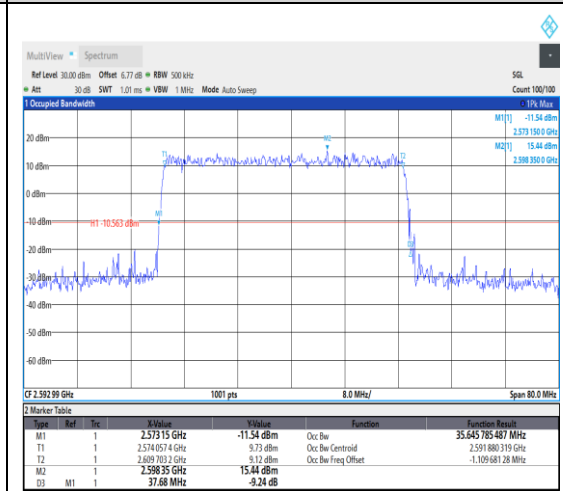 MultiView Spectrum
Ref Level 30.00 dBm Offset 6.77 dB RBW 500 kHz SGL
Att 30 dB SWT 1.01 ms VBW 1 MHz Mode Auto Sweep Count 100/100
1 Occupied Bandwidth 1Pk Max
M1[1] -11.54 dBm
2.573 150 0 GHz
M2[1] 15.44 dBm
2.598 350 0 GHz
20 dBm
M2
T1
T2
10 dBm
0 dBm
M1
-10 dBm
H1 -10.563 dBm
-20 dBm
-30 dBm
-40 dBm
-50 dBm
-60 dBm
CF 2.592 99 GHz 1001 pts 8.0 MHz/ Span 80.0 MHz
2 Marker Table
Type Ref Trc X-Value Y-Value Function Function Result
M1 1 2.573 15 GHz -11.54 dBm Occ Bw 35.645 785 487 MHz
T1 1 2.574 057 4 GHz 9.73 dBm Occ Bw Centroid 2.591 880 319 GHz
T2 1 2.609 703 2 GHz 9.12 dBm Occ Bw Freq Offset -1.109 681 28 MHz
M2 1 2.598 35 GHz 15.44 dBm
D3 M1 1 37.68 MHz -9.24 dB